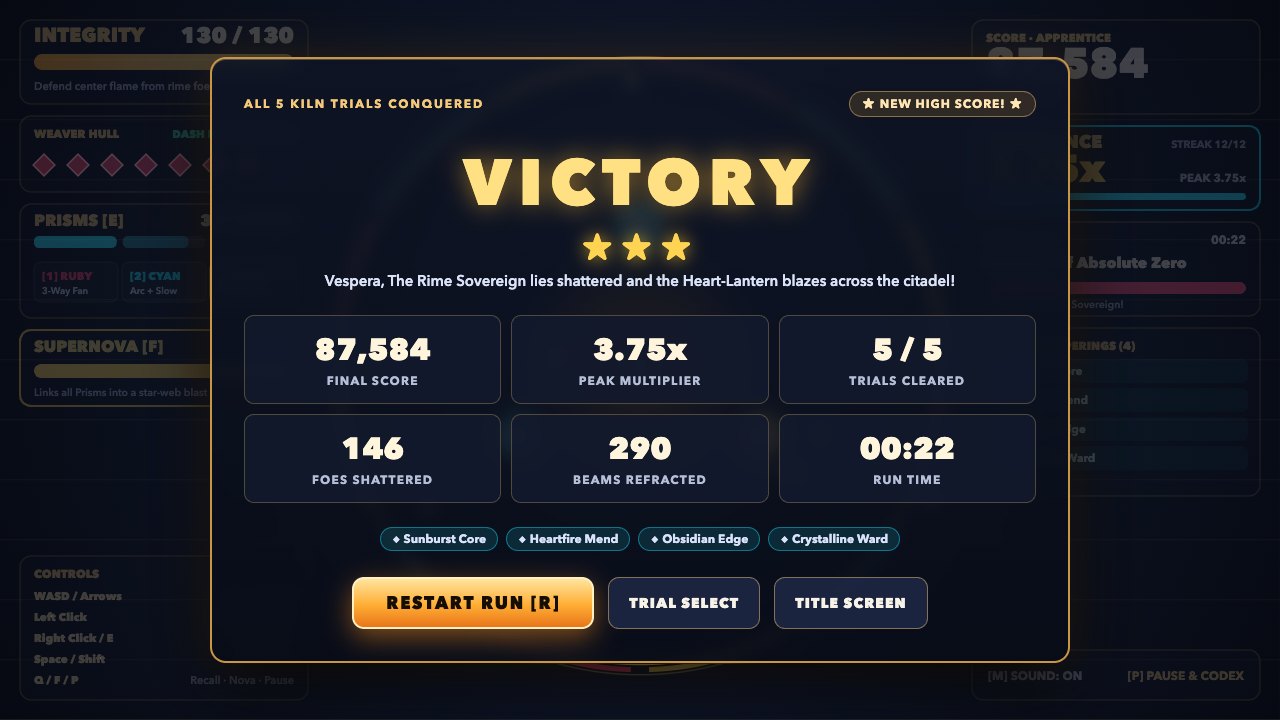 INTEGRITY 130 / 130
Defend center flame from rime foe
WEAVER HULL DASH
PRISMS [E] 3
[1] RUBY
3-Way Fan
[2] CYAN
Arc + Slow
SUPERNOVA [F]
Links all Prisms into a star-web blast
CONTROLS
WASD / Arrows
Left Click
Right Click / E
Space / Shift
Q / F / P Recall · Nova · Pause
ALL 5 KILN TRIALS CONQUERED
★ NEW HIGH SCORE! ★
VICTORY
★ ★ ★
Vespera, The Rime Sovereign lies shattered and the Heart-Lantern blazes across the citadel!
87,584
FINAL SCORE
3.75x
PEAK MULTIPLIER
5 / 5
TRIALS CLEARED
146
FOES SHATTERED
290
BEAMS REFRACTED
00:22
RUN TIME
◆ Sunburst Core
◆ Heartfire Mend
◆ Obsidian Edge
◆ Crystalline Ward
RESTART RUN [R]
TRIAL SELECT
TITLE SCREEN
SCORE · APPRENTICE
87,584
STREAK 12/12
PEAK 3.75x
00:22
Absolute Zero
Sovereign!
[M] SOUND: ON [P] PAUSE & CODEX